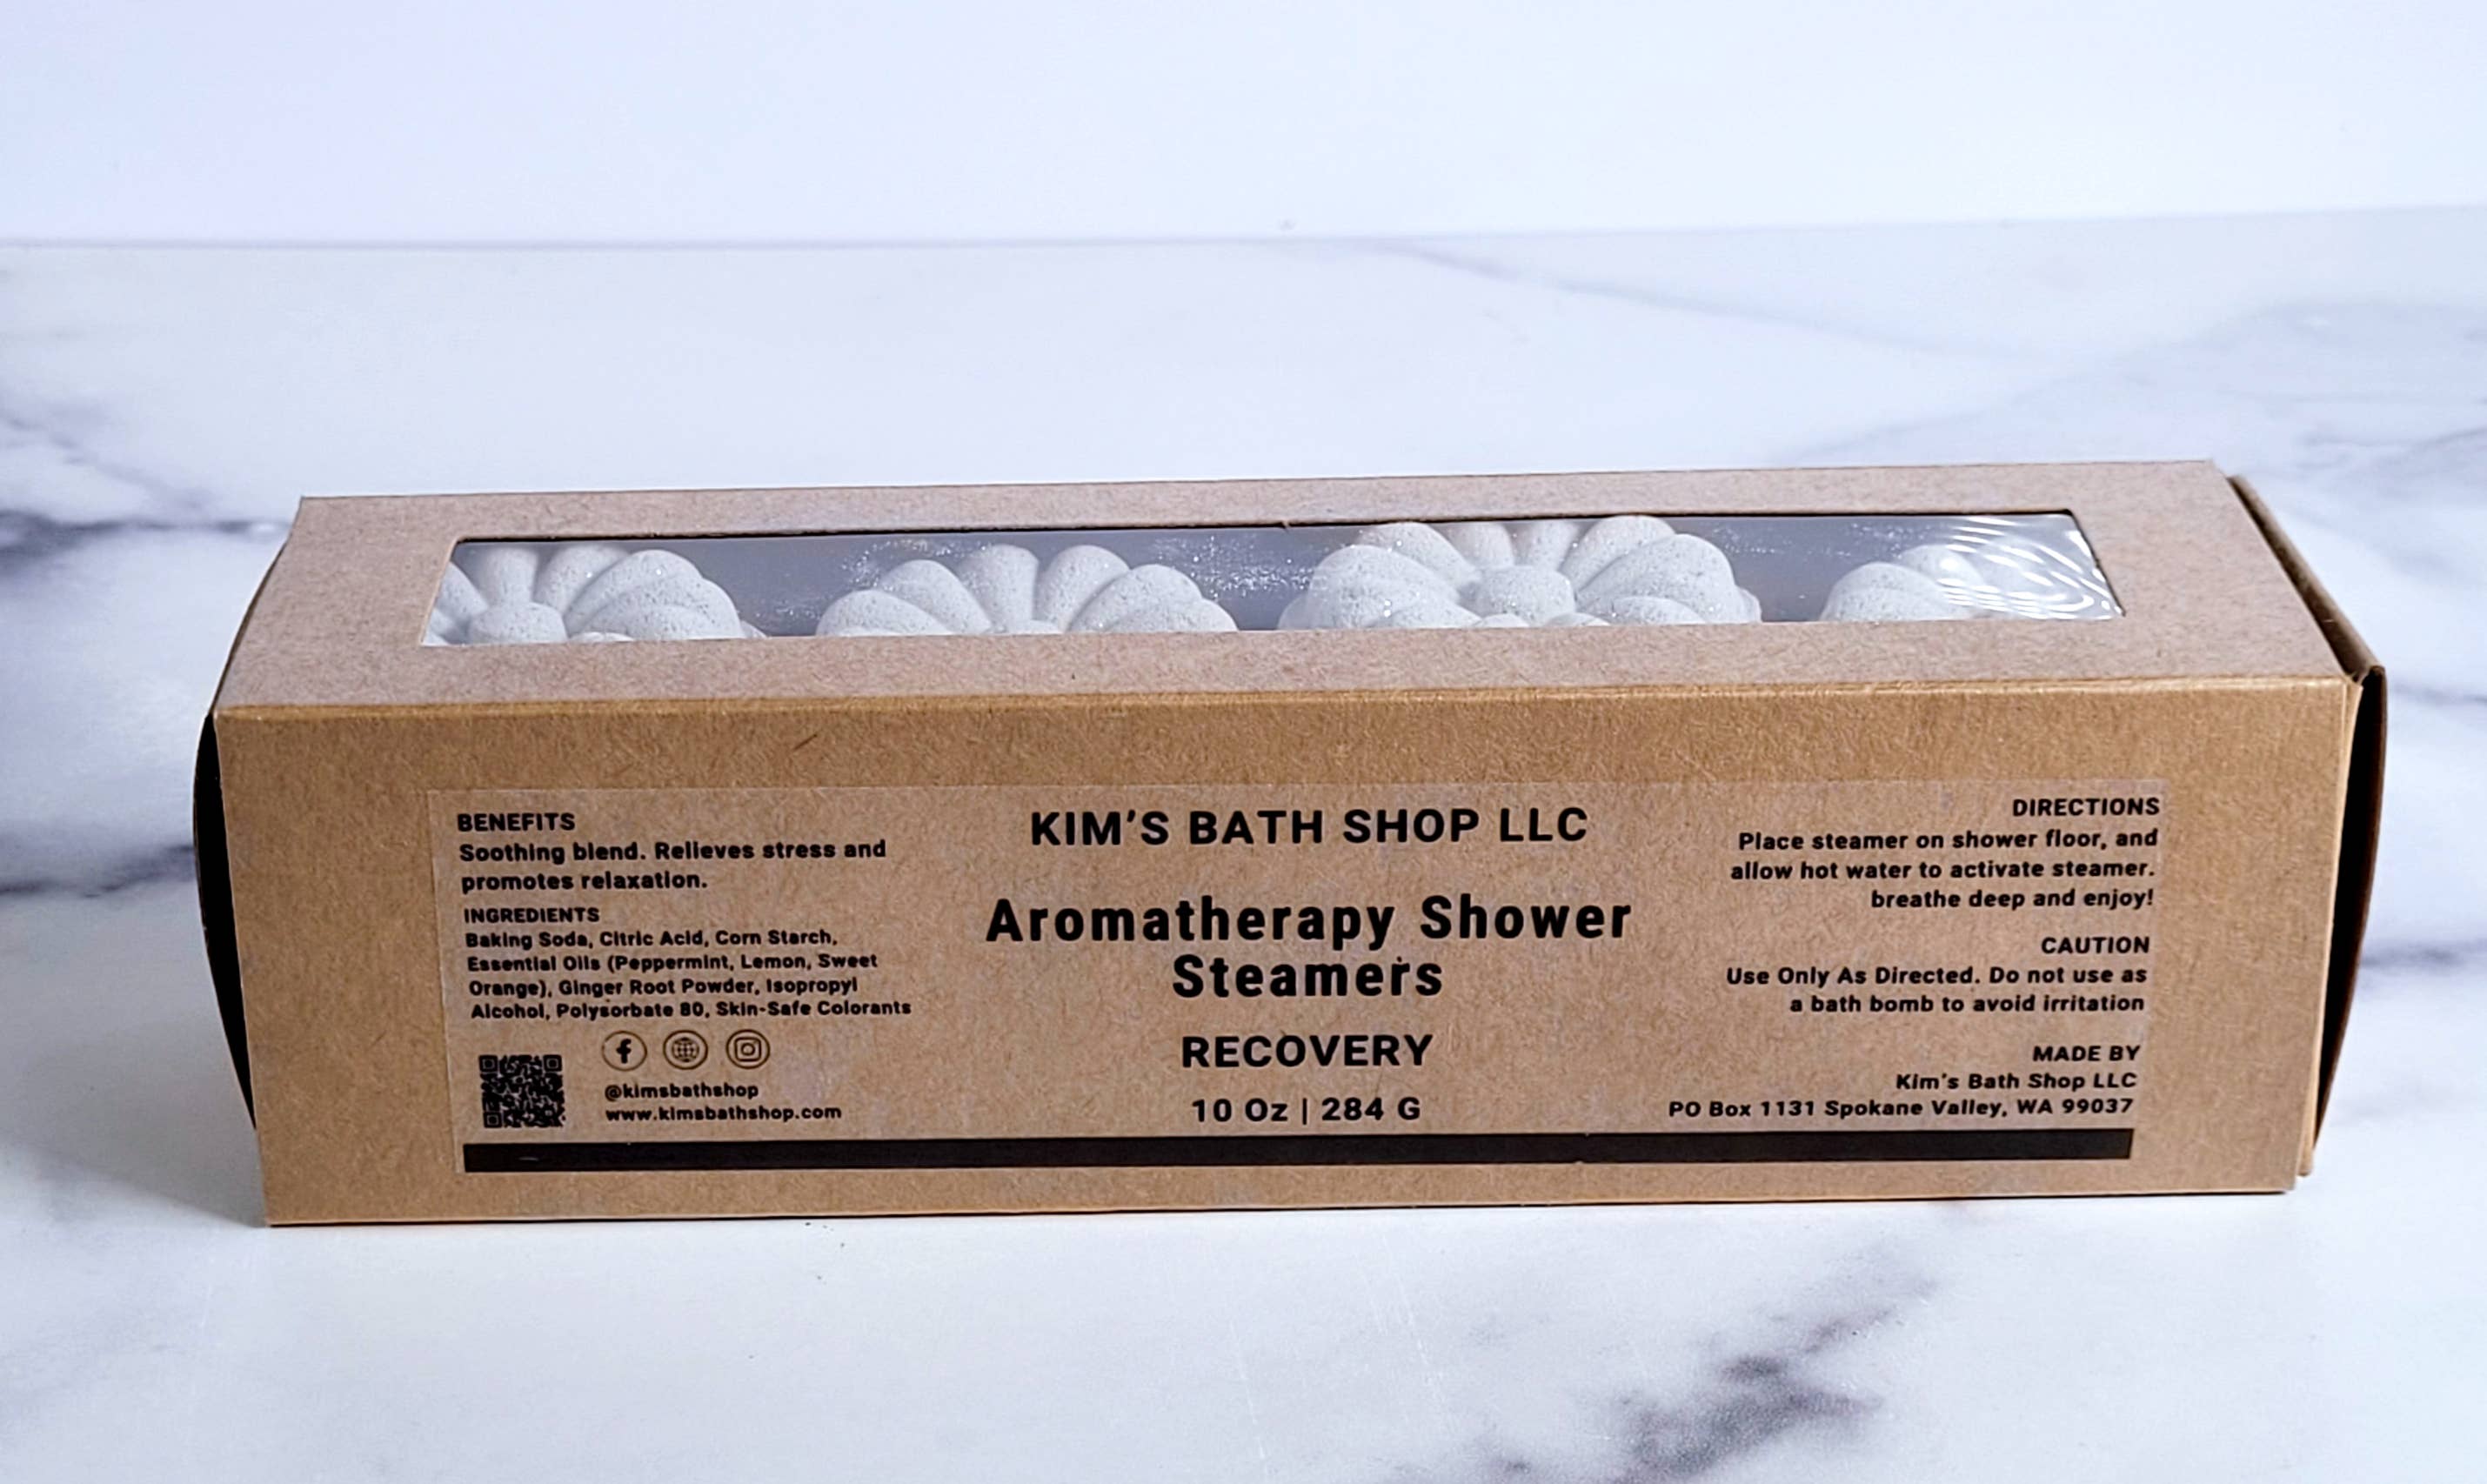 BENEFITS
Soothing blend. Relieves stress and
promotes relaxation.
INGREDIENTS
Baking Soda, Citric Acid, Corn Starch,
Essential Oils (Peppermint, Lemon, Sweet
Orange), Ginger Root Powder, Isopropyl
Alcohol, Polysorbate 80, Skin-Safe Colorants
@kimsbathshop
www.kimsbathshop.com
KIM'S BATH SHOP LLC
Aromatherapy Shower
Steamers
RECOVERY
10 Oz | 284 G
DIRECTIONS
Place steamer on shower floor, and
allow hot water to activate steamer.
breathe deep and enjoy!
CAUTION
Use Only As Directed. Do not use as
a bath bomb to avoid irritation
MADE BY
Kim's Bath Shop LLC
PO Box 1131 Spokane Valley, WA 99037